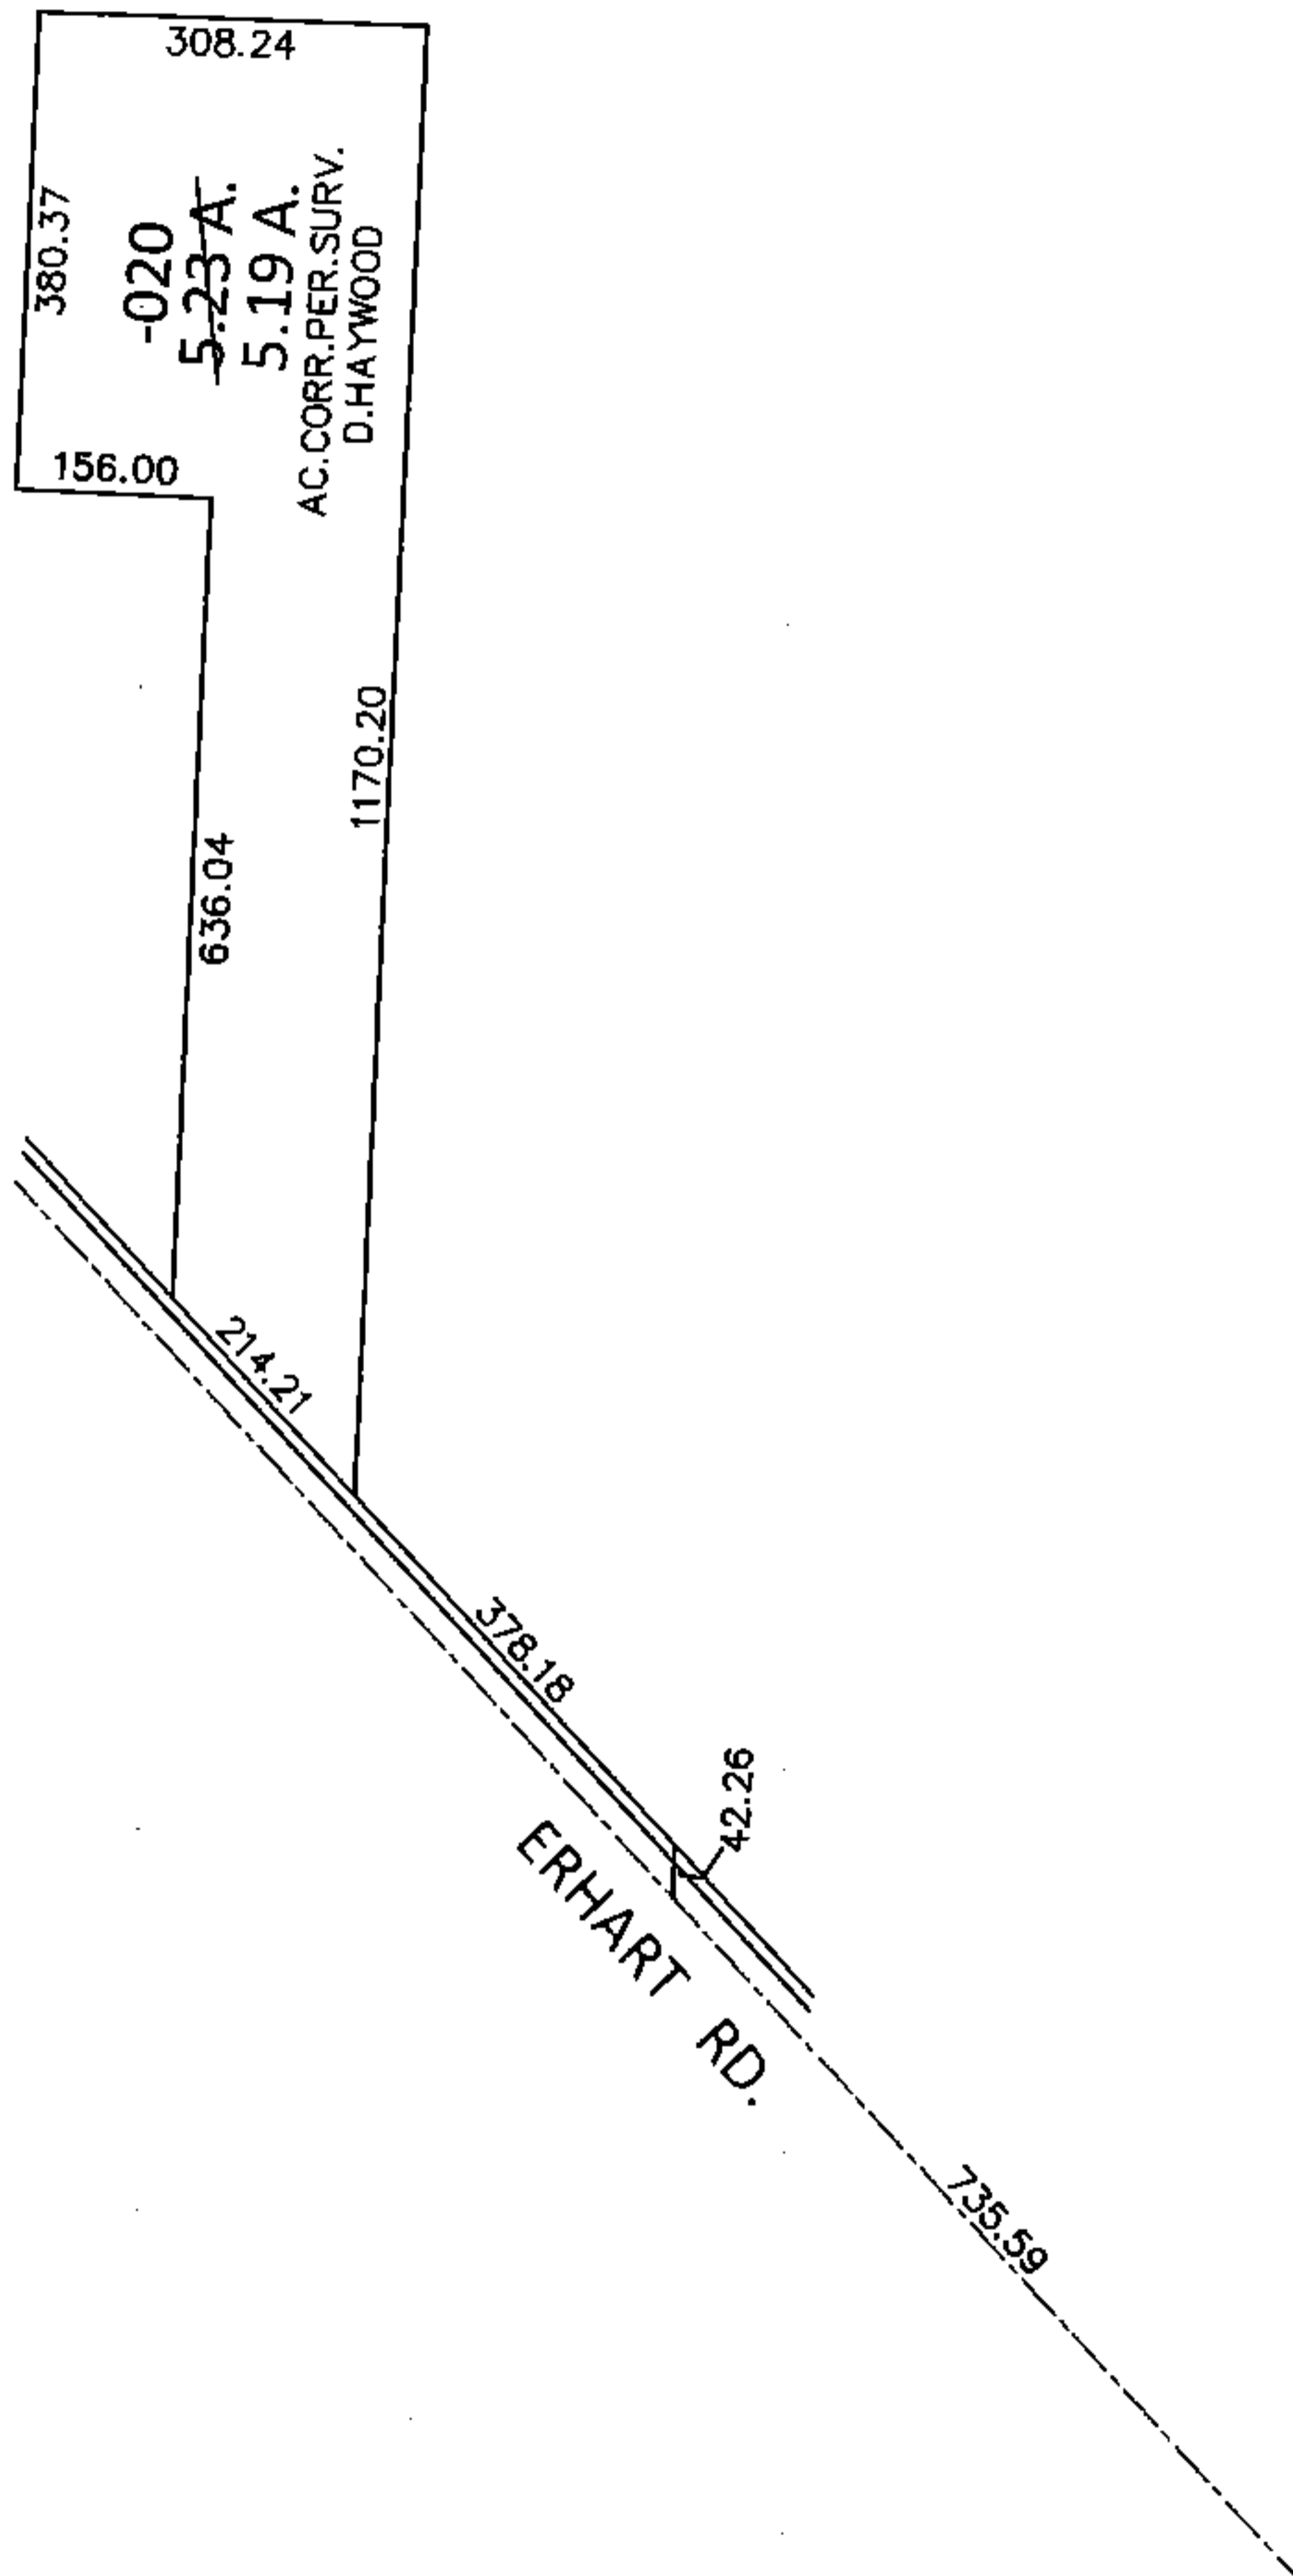 308.24
380.37
-020
5.23 A.
5.19 A.
AC.CORR.PER.SURV.
D.HAYWOOD
156.00
1170.20
636.04
214.21
378.18
42.26
ERHART RD.
735.59